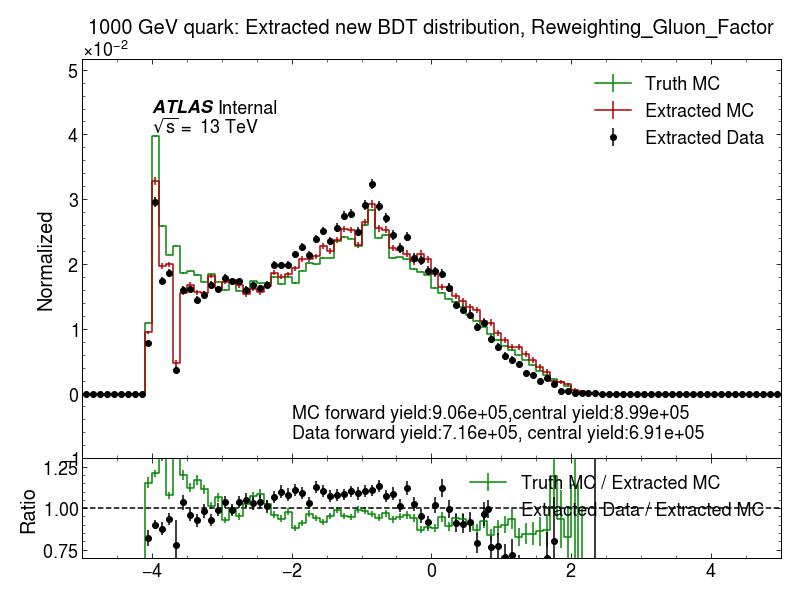 1000 GeV quark: Extracted new BDT distribution, Reweighting_Gluon_Factor
×10⁻²
5
4
3
2
1
0
Normalized
ATLAS Internal
√s = 13 TeV
Truth MC
Extracted MC
Extracted Data
MC forward yield:9.06e+05,central yield:8.99e+05
Data forward yield:7.16e+05, central yield:6.91e+05
1.25
1.00
0.75
Ratio
Truth MC / Extracted MC
Extracted Data / Extracted MC
−4 −2 0 2 4